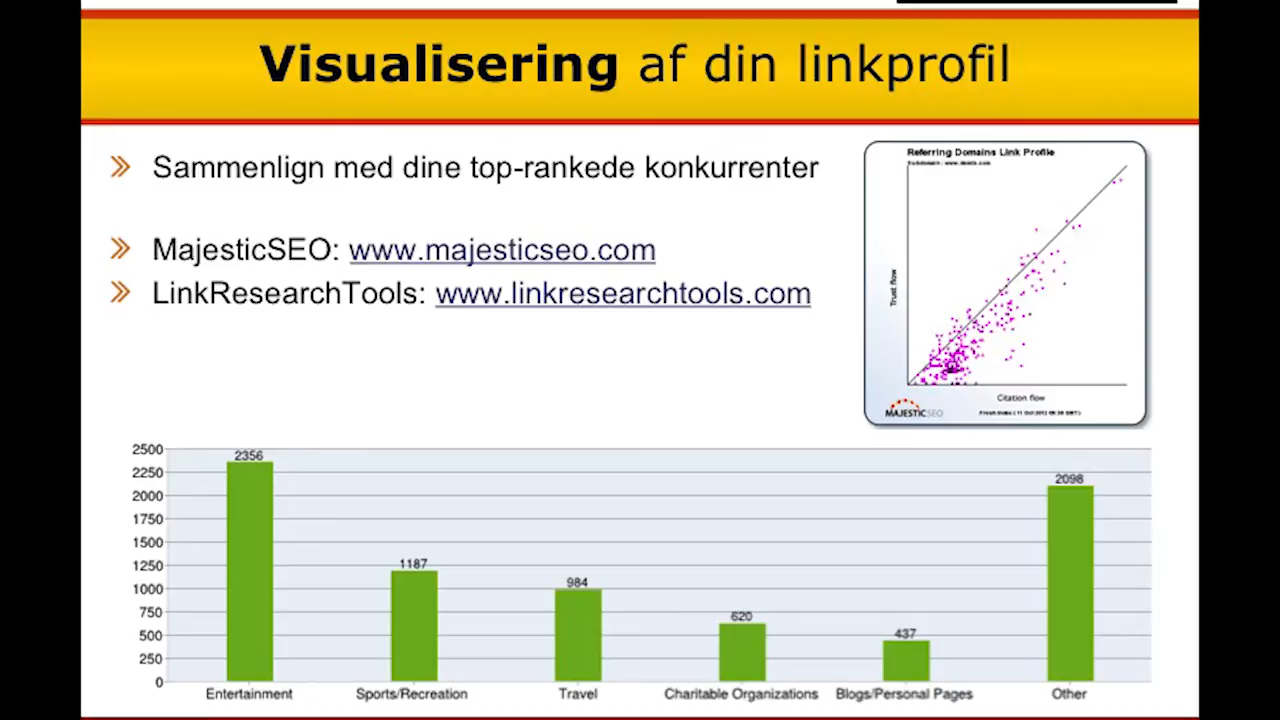 Visualisering af din linkprofil
Sammenlign med dine top-rankede konkurrenter
MajesticSEO: www.majesticseo.com
LinkResearchTools: www.linkresearchtools.com
Referring Domains Link Profile
Trust flow
Citation flow
MAJESTICSEO
2500
2250
2000
1750
1500
1250
1000
750
500
250
0
2356
1187
984
620
437
2098
Entertainment
Sports/Recreation
Travel
Charitable Organizations
Blogs/Personal Pages
Other